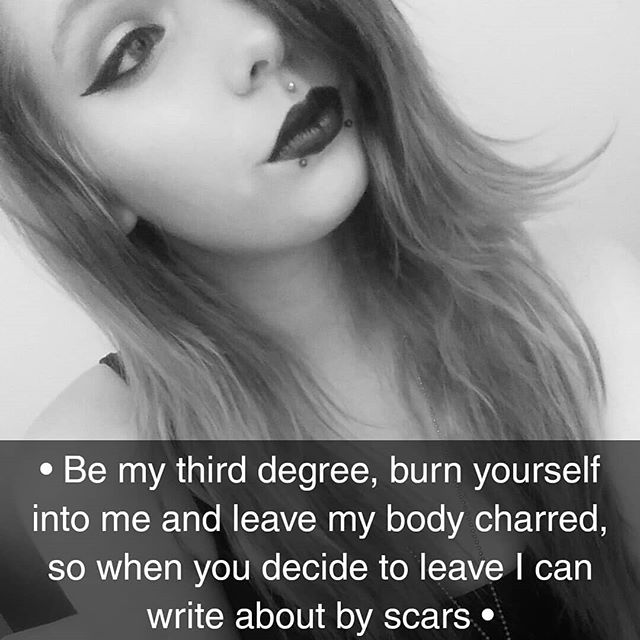 • Be my third degree, burn yourself
into me and leave my body charred,
so when you decide to leave I can
write about by scars •